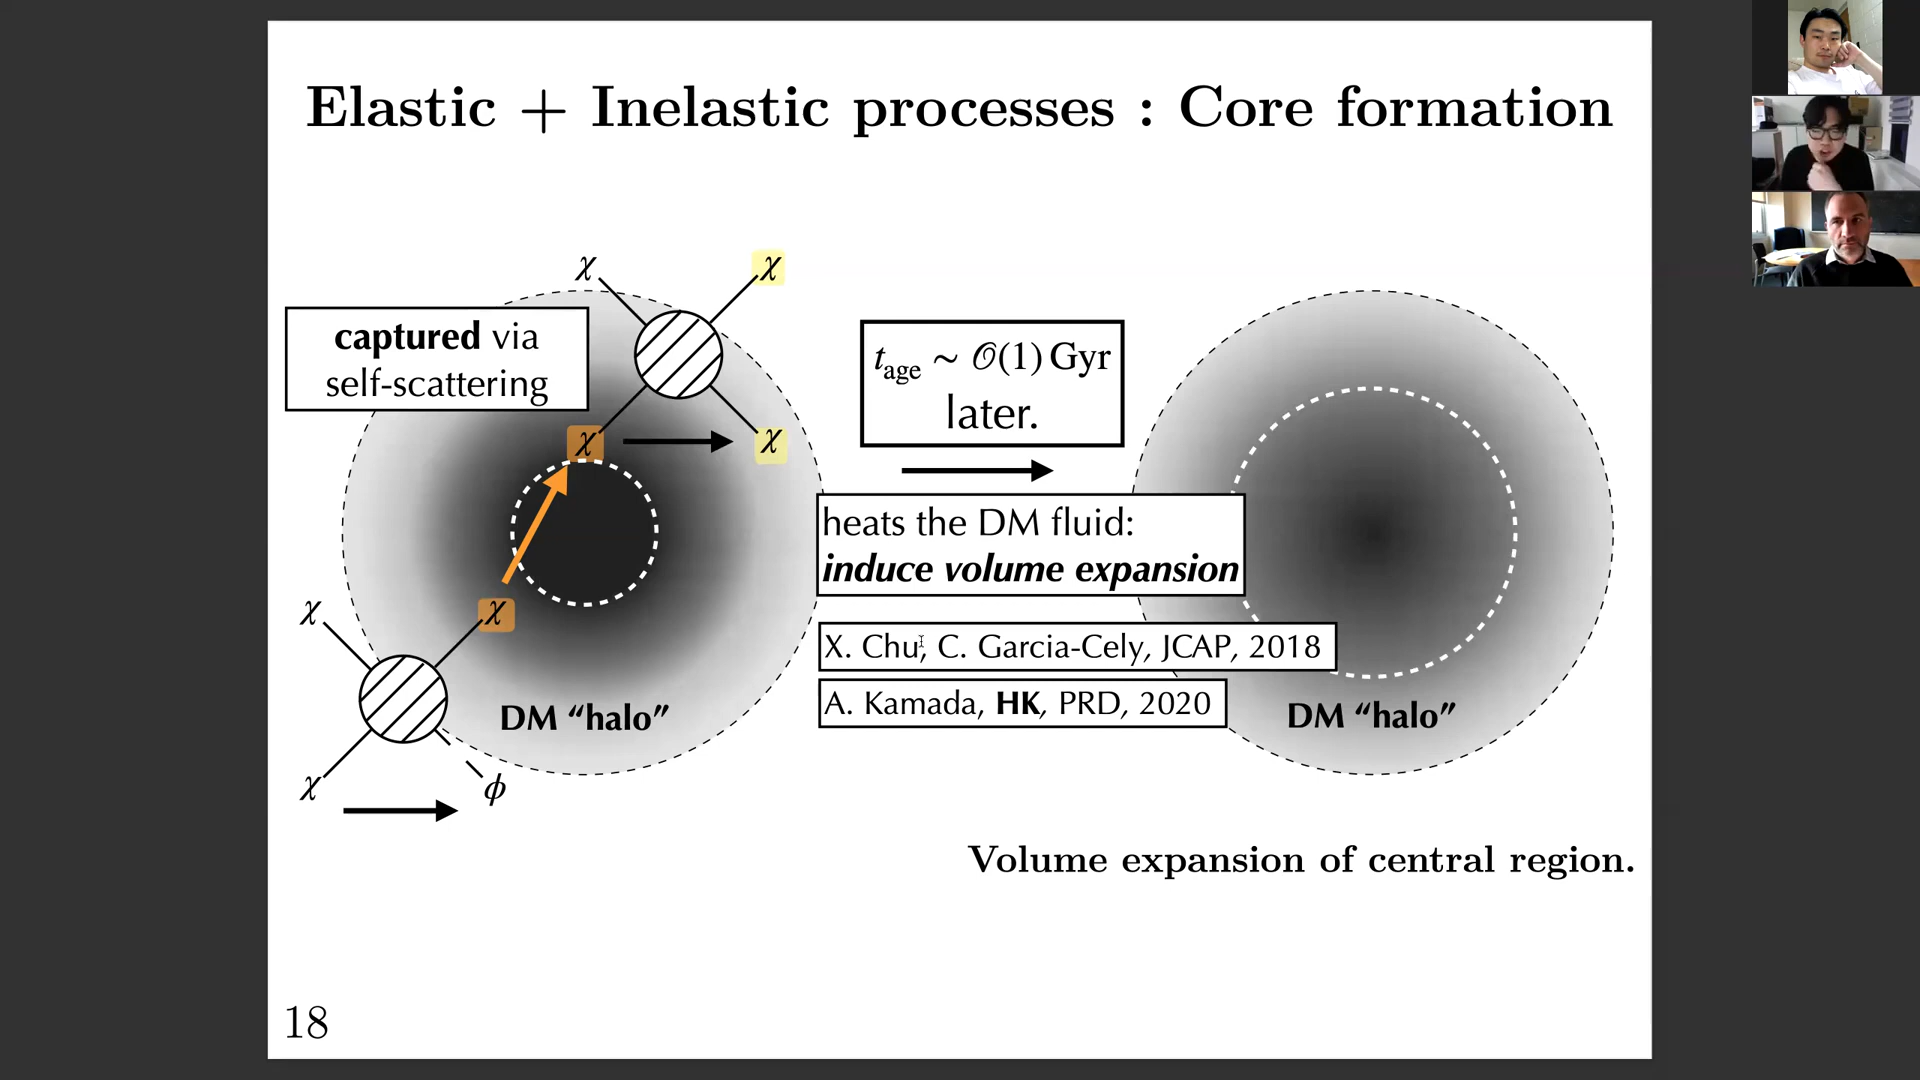 Elastic + Inelastic processes : Core formation
χ
χ
captured via
self-scattering
χ
χ
t_age ~ 𝒪(1) Gyr
later.
heats the DM fluid:
induce volume expansion
χ
χ
X. Chu, C. Garcia-Cely, JCAP, 2018
A. Kamada, HK, PRD, 2020
DM “halo”
DM “halo”
χ
ϕ
Volume expansion of central region.
18